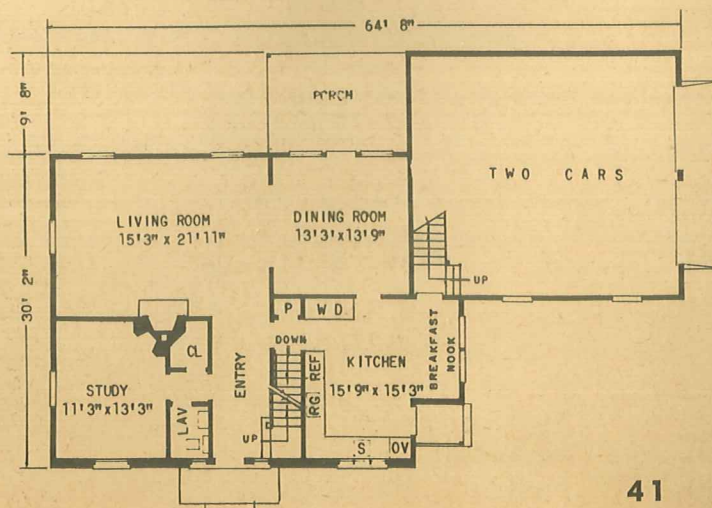 64' 8"
9' 8"
PORCH
TWO CARS
LIVING ROOM
15'3" x 21'11"
DINING ROOM
13'3'x13'9"
30' 2"
UP
P
W D
DOWN
CL
ENTRY
REF
KITCHEN
15'9" x 15'3"
BREAKFAST
NOOK
STUDY
11'3"x13'3"
LAV
RG
UP
S
OV
41